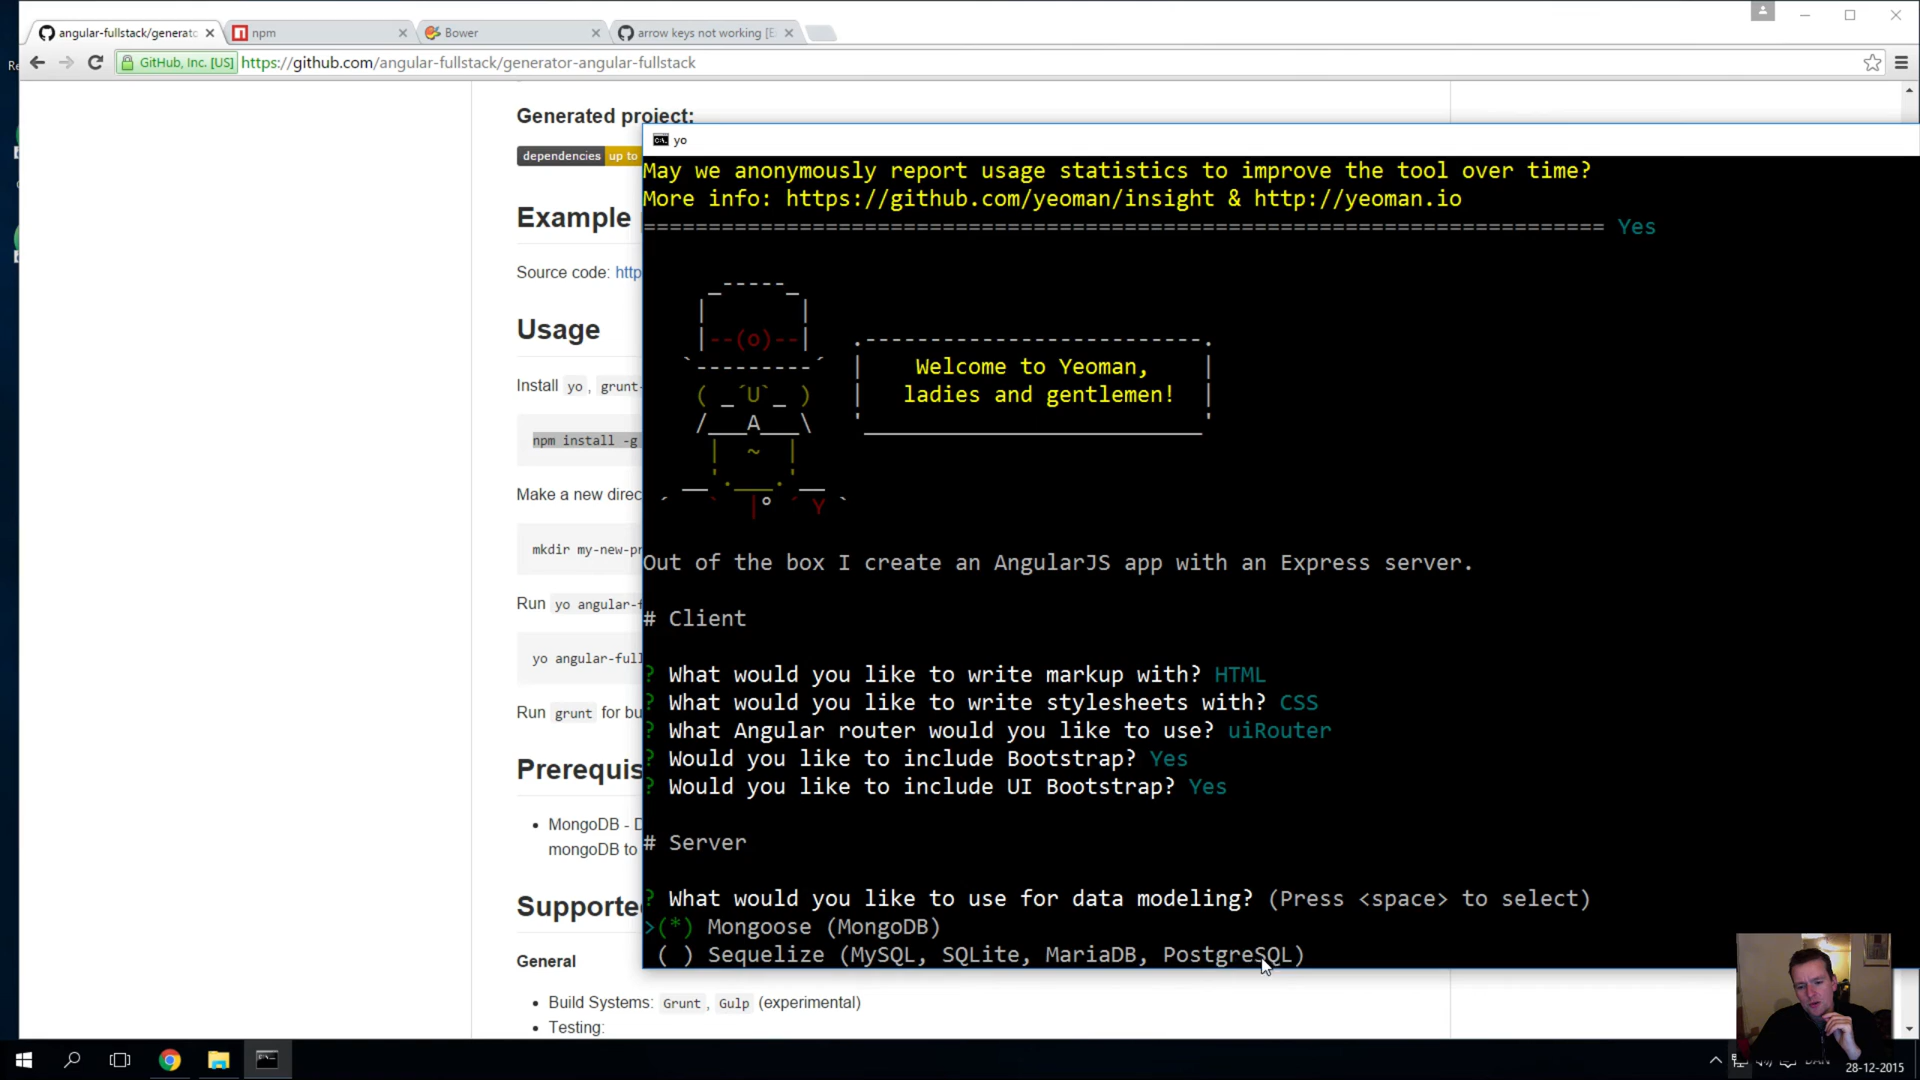 angular-fullstack/generato
npm
Bower
arrow keys not working [E
GitHub, Inc. [US] https://github.com/angular-fullstack/generator-angular-fullstack
Generated project:
dependencies up to
Example
Source code: http
Usage
Install yo, grunt-
npm install -g
Make a new direc
mkdir my-new-pr
Run yo angular-f
yo angular-full
Run grunt for bu
Prerequis
MongoDB - D
mongoDB to
Supporte
General
Build Systems: Grunt, Gulp (experimental)
Testing:
yo
May we anonymously report usage statistics to improve the tool over time?
More info: https://github.com/yeoman/insight & http://yeoman.io
========================================================================== Yes
Welcome to Yeoman,
ladies and gentlemen!
Out of the box I create an AngularJS app with an Express server.
# Client
? What would you like to write markup with? HTML
? What would you like to write stylesheets with? CSS
? What Angular router would you like to use? uiRouter
? Would you like to include Bootstrap? Yes
? Would you like to include UI Bootstrap? Yes
# Server
? What would you like to use for data modeling? (Press <space> to select)
>(*) Mongoose (MongoDB)
( ) Sequelize (MySQL, SQLite, MariaDB, PostgreSQL)
28-12-2015